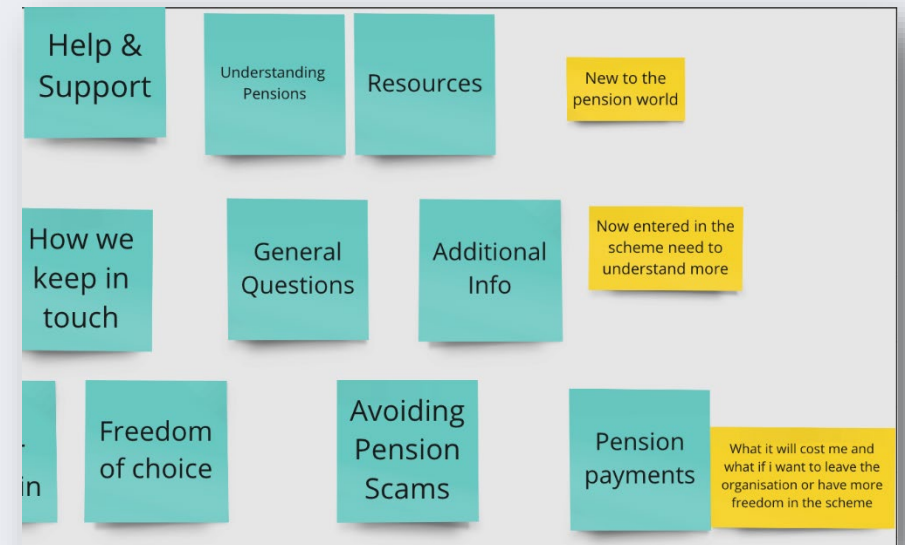 Help &
Support
Understanding
Pensions
Resources
New to the
pension world
How we
keep in
touch
General
Questions
Additional
Info
Now entered in the
scheme need to
understand more
in
Freedom
of choice
Avoiding
Pension
Scams
Pension
payments
What it will cost me and
what if i want to leave the
organisation or have more
freedom in the scheme